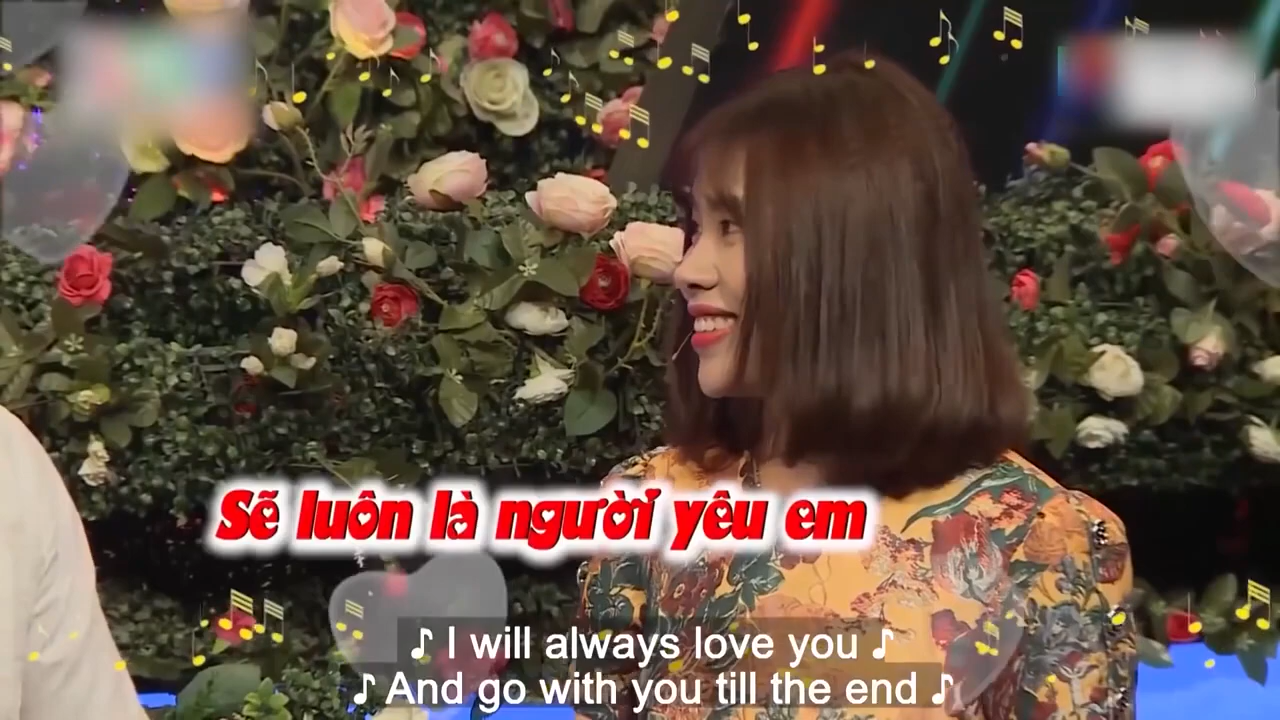 Sẽ luôn là người yêu em
♪ I will always love you ♪
♪ And go with you till the end ♪